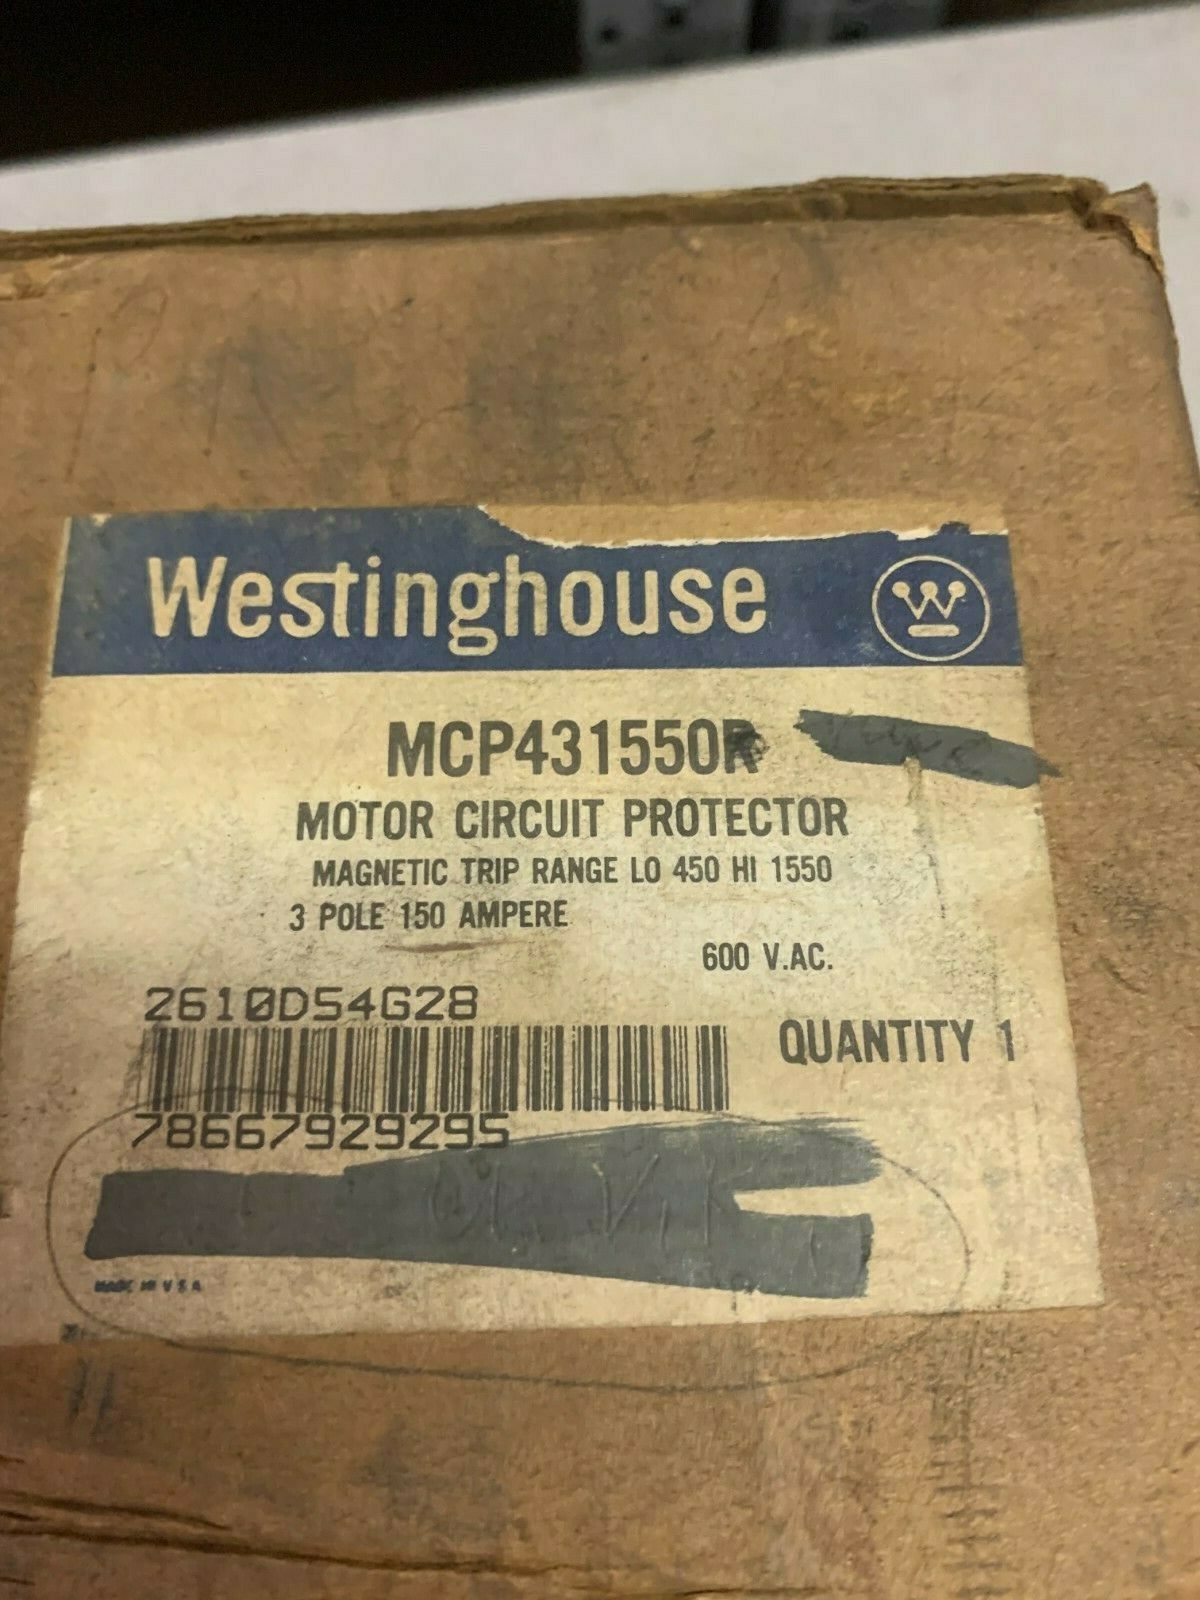 Westinghouse
W
MCP431550R
MOTOR CIRCUIT PROTECTOR
MAGNETIC TRIP RANGE LO 450 HI 1550
3 POLE 150 AMPERE
600 V.AC.
2610D54G28
QUANTITY 1
78667929295
MADE IN U S A